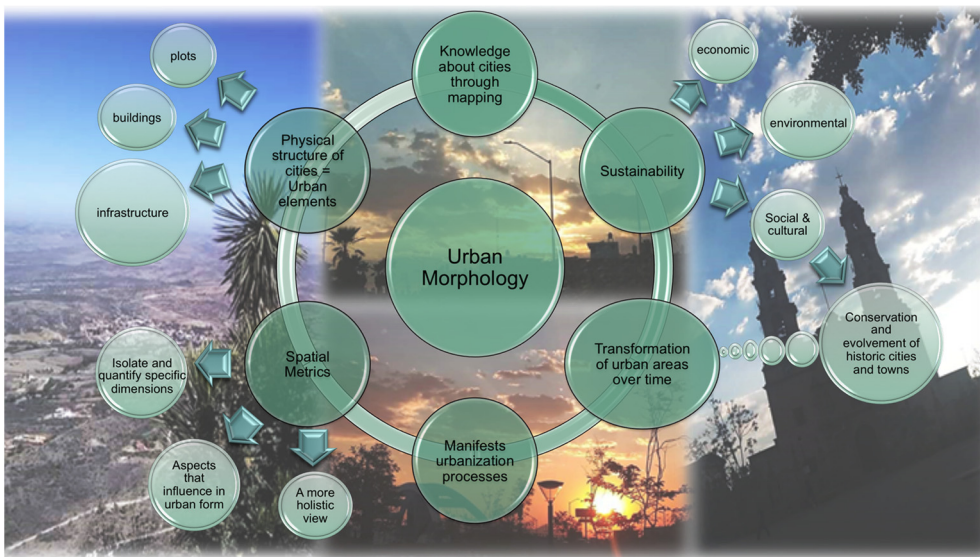 Knowledge
about cities
through
mapping
economic
plots
buildings
environmental
Physical
structure of
cities =
Urban
elements
Sustainability
infrastructure
Social &
cultural
Urban
Morphology
Conservation
and
evolvement of
historic cities
and towns
Isolate and
quantify specific
dimensions
Spatial
Metrics
Transformation
of urban areas
over time
Manifests
urbanization
processes
Aspects
that
influence in
urban form
A more
holistic
view